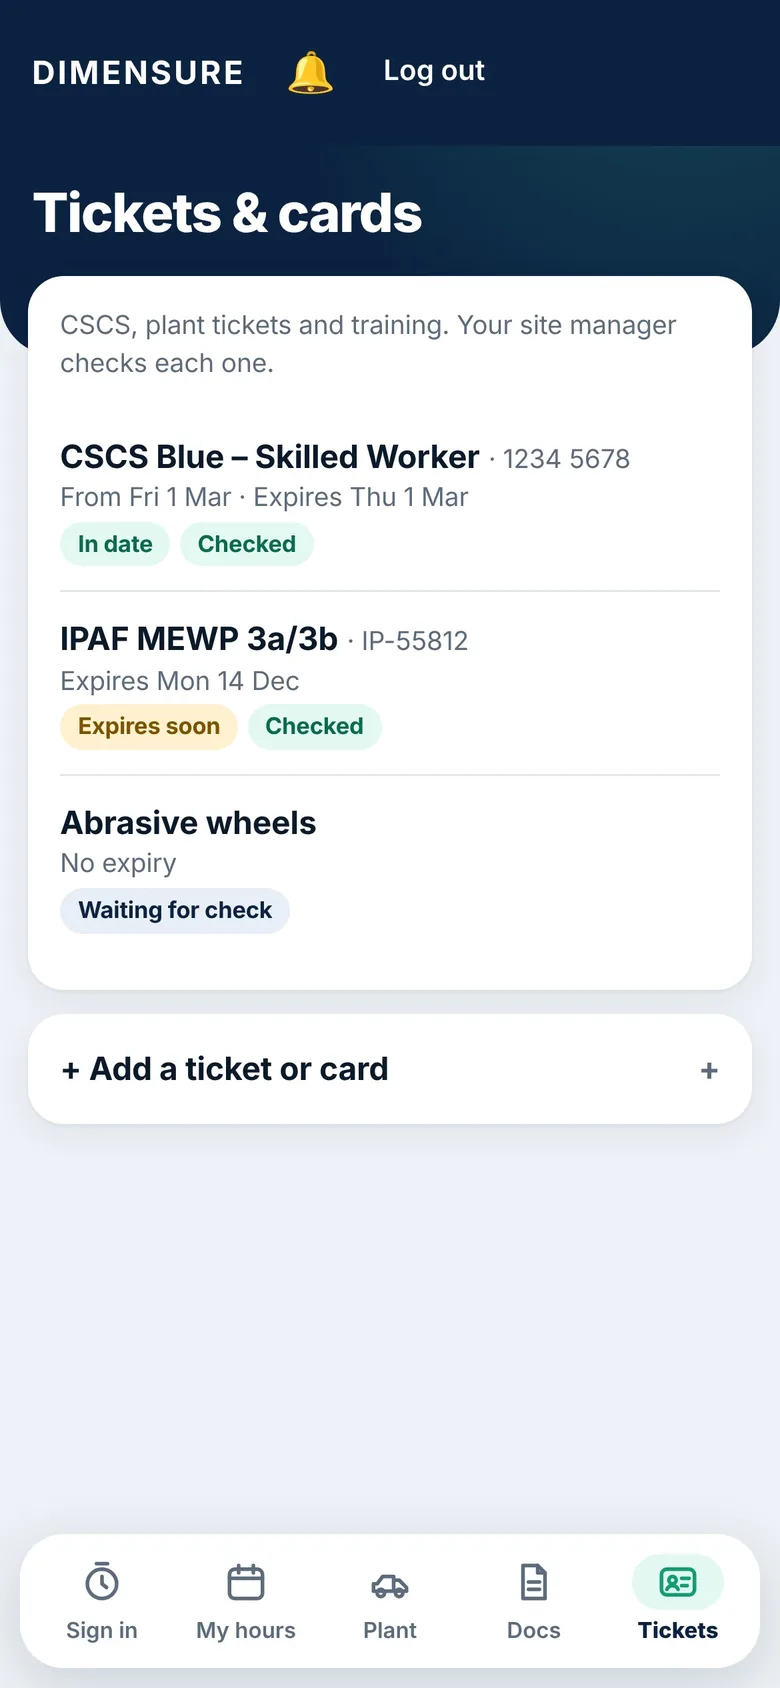 DIMENSURE 🔔 Log out
Tickets & cards
CSCS, plant tickets and training. Your site manager
checks each one.
CSCS Blue – Skilled Worker · 1234 5678
From Fri 1 Mar · Expires Thu 1 Mar
In date Checked
IPAF MEWP 3a/3b · IP-55812
Expires Mon 14 Dec
Expires soon Checked
Abrasive wheels
No expiry
Waiting for check
+ Add a ticket or card +
Sign in My hours Plant Docs Tickets